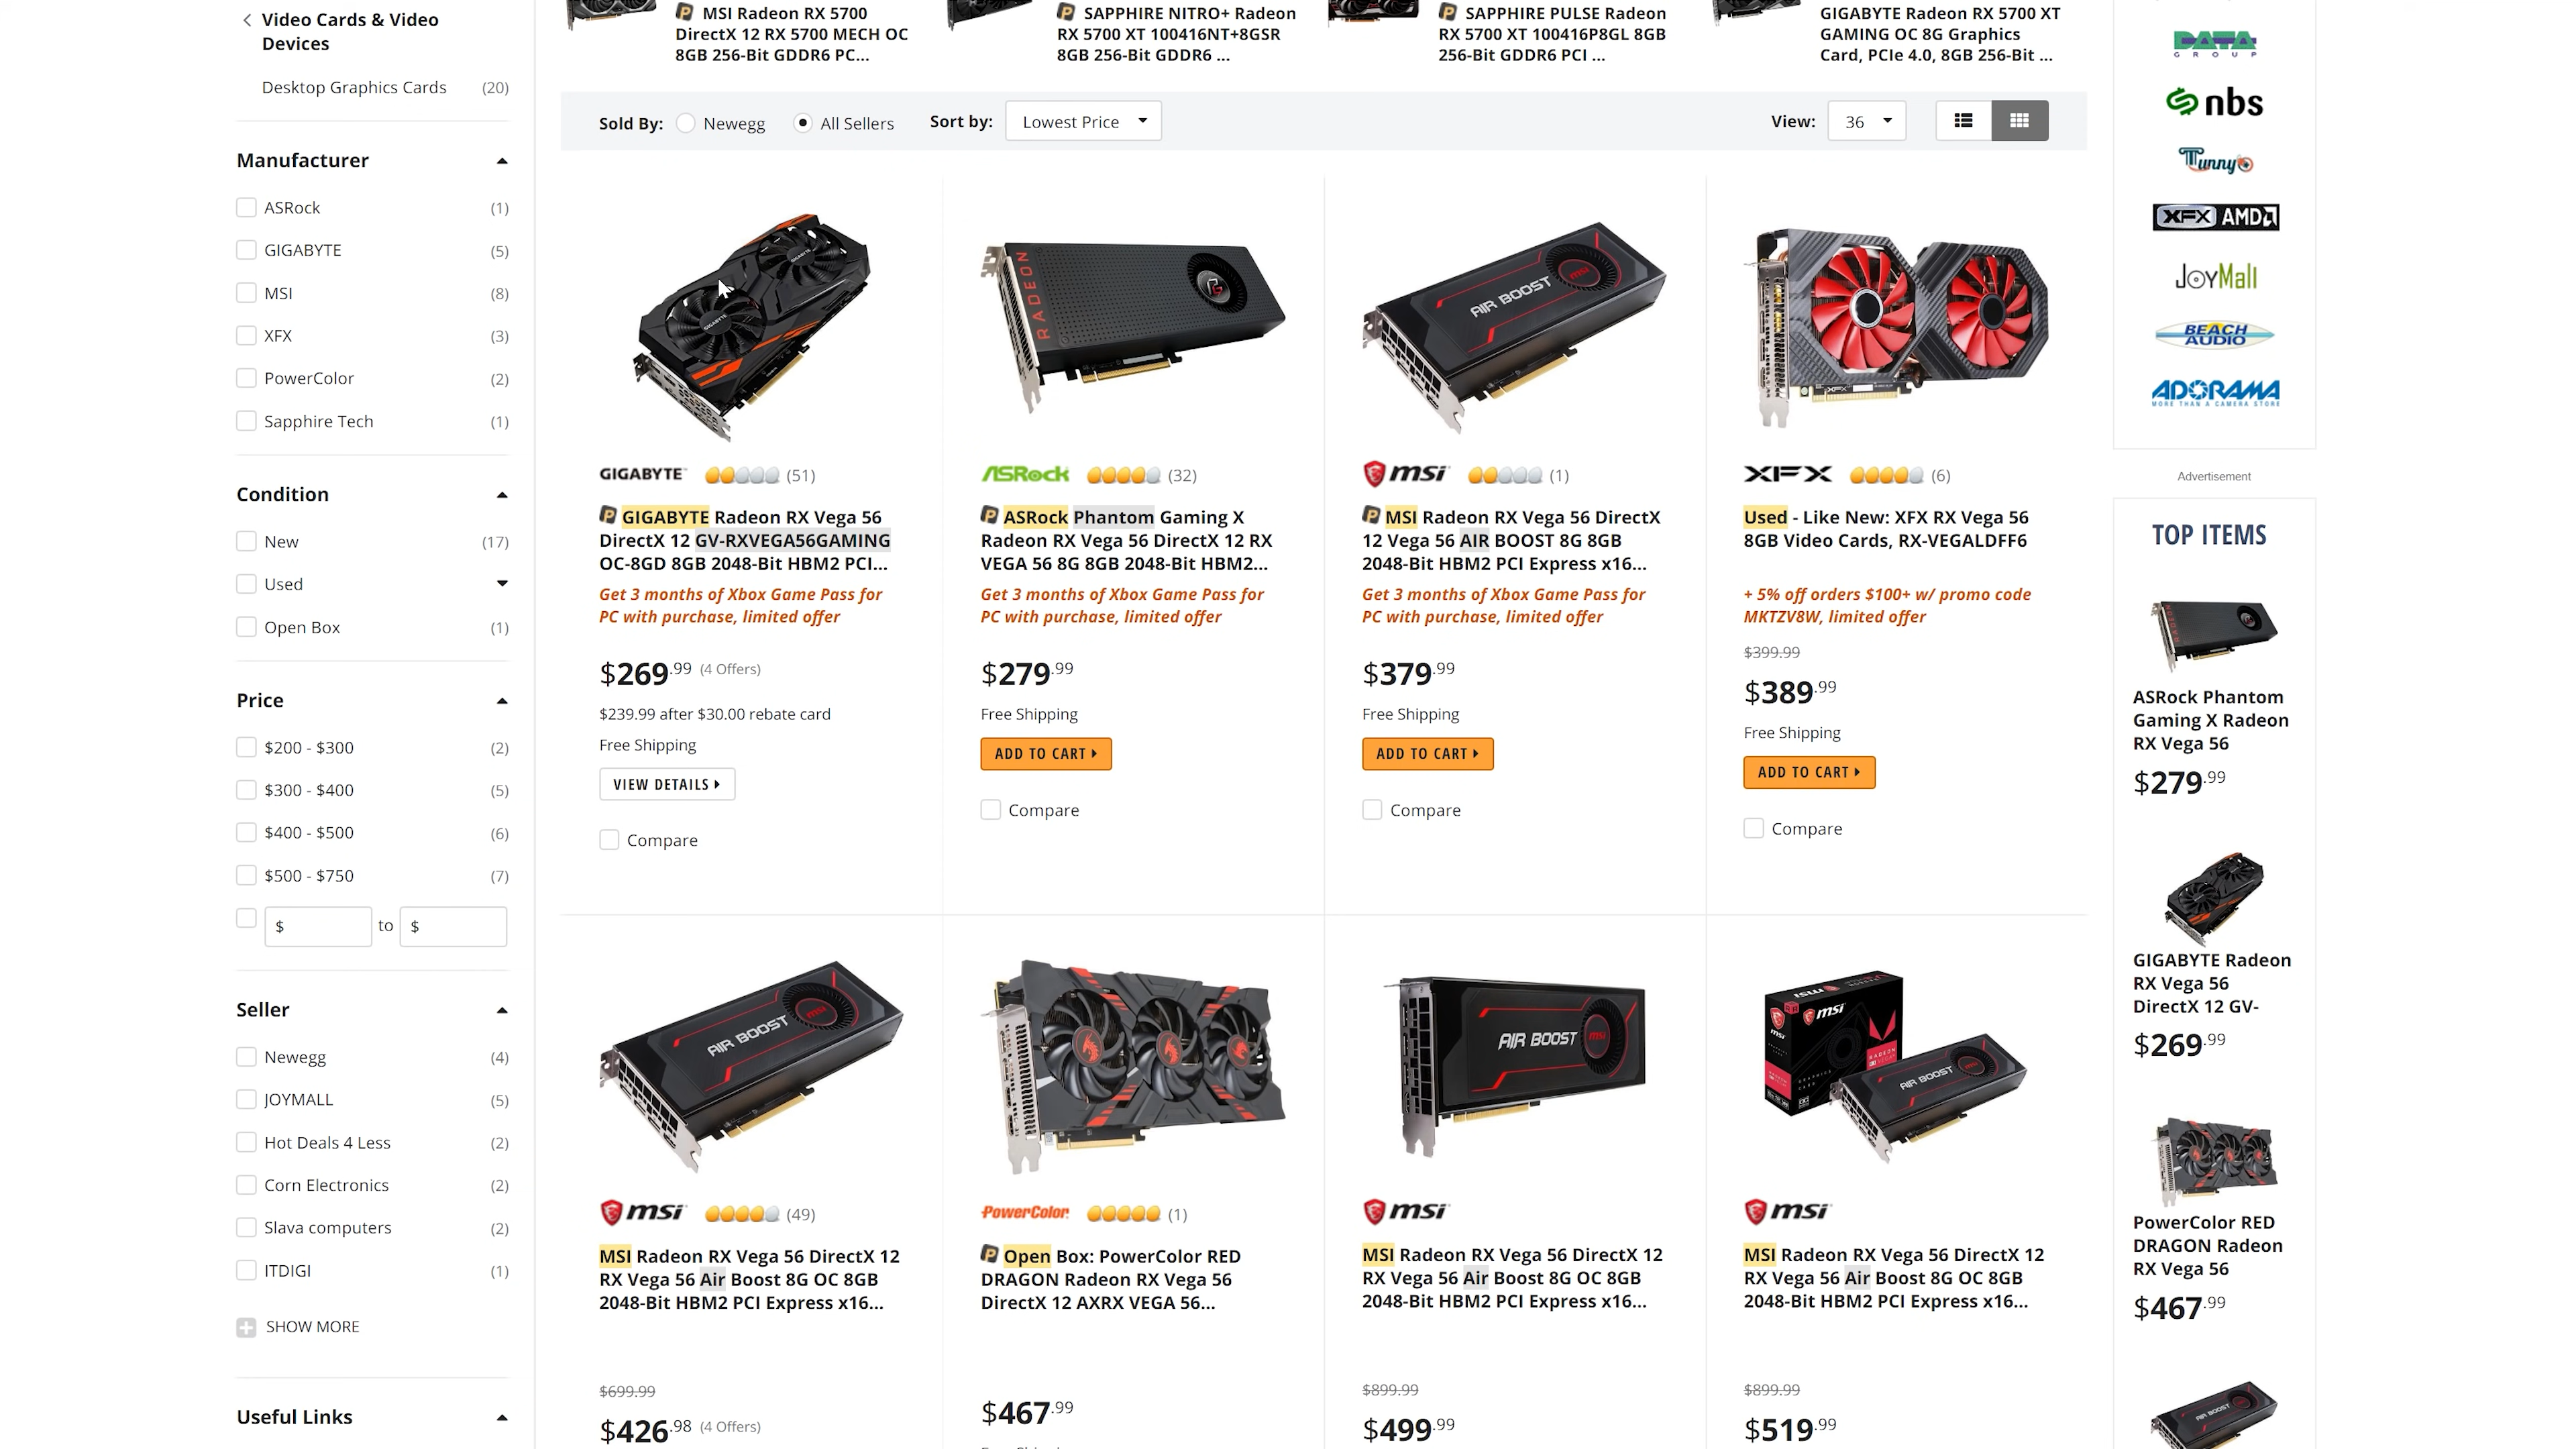 Video Cards & Video
Devices
Desktop Graphics Cards (20)
Manufacturer
ASRock (1)
GIGABYTE (5)
MSI (8)
XFX (3)
PowerColor (2)
Sapphire Tech (1)
Condition
New (17)
Used
Open Box (1)
Price
$200 - $300 (2)
$300 - $400 (5)
$400 - $500 (6)
$500 - $750 (7)
$ to $
Seller
Newegg (4)
JOYMALL (5)
Hot Deals 4 Less (2)
Corn Electronics (2)
Slava computers (2)
ITDIGI (1)
SHOW MORE
Useful Links
MSI Radeon RX 5700
DirectX 12 RX 5700 MECH OC
8GB 256-Bit GDDR6 PC...
SAPPHIRE NITRO+ Radeon
RX 5700 XT 100416NT+8GSR
8GB 256-Bit GDDR6 ...
SAPPHIRE PULSE Radeon
RX 5700 XT 100416P8GL 8GB
256-Bit GDDR6 PCI ...
GIGABYTE Radeon RX 5700 XT
GAMING OC 8G Graphics
Card, PCIe 4.0, 8GB 256-Bit ...
Sold By: Newegg All Sellers Sort by: Lowest Price View: 36
GIGABYTE (51)
GIGABYTE Radeon RX Vega 56
DirectX 12 GV-RXVEGA56GAMING
OC-8GD 8GB 2048-Bit HBM2 PCI...
Get 3 months of Xbox Game Pass for
PC with purchase, limited offer
$269.99 (4 Offers)
$239.99 after $30.00 rebate card
Free Shipping
VIEW DETAILS
Compare
RADEON
ASRock (32)
ASRock Phantom Gaming X
Radeon RX Vega 56 DirectX 12 RX
VEGA 56 8G 8GB 2048-Bit HBM2...
Get 3 months of Xbox Game Pass for
PC with purchase, limited offer
$279.99
Free Shipping
ADD TO CART
Compare
AIR BOOST
msi
msi (1)
MSI Radeon RX Vega 56 DirectX
12 Vega 56 AIR BOOST 8G 8GB
2048-Bit HBM2 PCI Express x16...
Get 3 months of Xbox Game Pass for
PC with purchase, limited offer
$379.99
Free Shipping
ADD TO CART
Compare
XFX (6)
Used - Like New: XFX RX Vega 56
8GB Video Cards, RX-VEGALDFF6
+ 5% off orders $100+ w/ promo code
MKTZV8W, limited offer
$399.99
$389.99
Free Shipping
ADD TO CART
Compare
AIR BOOST
msi
msi (49)
MSI Radeon RX Vega 56 DirectX 12
RX Vega 56 Air Boost 8G OC 8GB
2048-Bit HBM2 PCI Express x16...
$699.99
$426.98 (4 Offers)
PowerColor (1)
Open Box: PowerColor RED
DRAGON Radeon RX Vega 56
DirectX 12 AXRX VEGA 56...
$467.99
AIR BOOST
msi
msi
MSI Radeon RX Vega 56 DirectX 12
RX Vega 56 Air Boost 8G OC 8GB
2048-Bit HBM2 PCI Express x16...
$899.99
$499.99
msi
AIR BOOST
msi
MSI Radeon RX Vega 56 DirectX 12
RX Vega 56 Air Boost 8G OC 8GB
2048-Bit HBM2 PCI Express x16...
$899.99
$519.99
DATA
GROUP
nbs
Tunny
XFX AMD
JOYMall
BEACH
AUDIO
ADORAMA
MORE THAN A CAMERA STORE
Advertisement
TOP ITEMS
ASRock Phantom
Gaming X Radeon
RX Vega 56
$279.99
GIGABYTE Radeon
RX Vega 56
DirectX 12 GV-
$269.99
PowerColor RED
DRAGON Radeon
RX Vega 56
$467.99
AIR BOOST